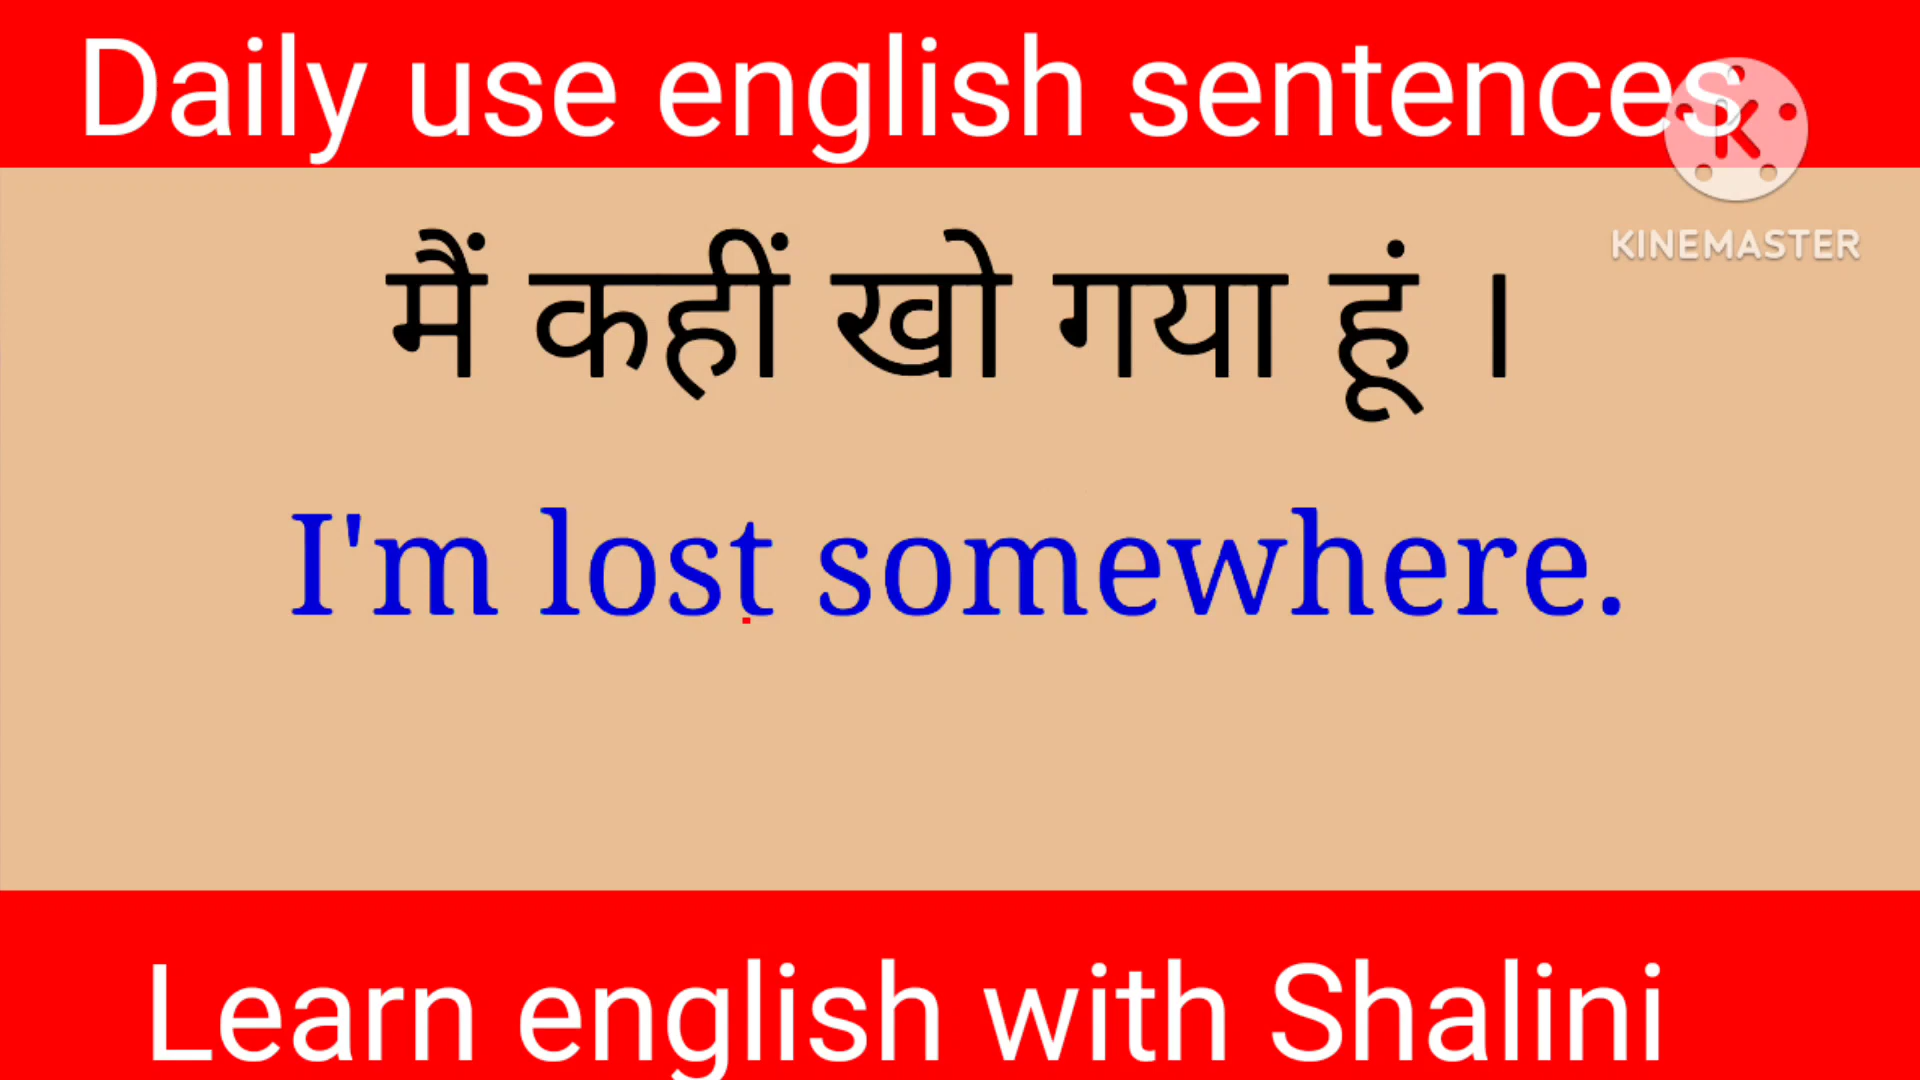 Daily use english sentences
KINEMASTER
मैं कहीं खो गया हूं ।
I'm lost somewhere.
Learn english with Shalini